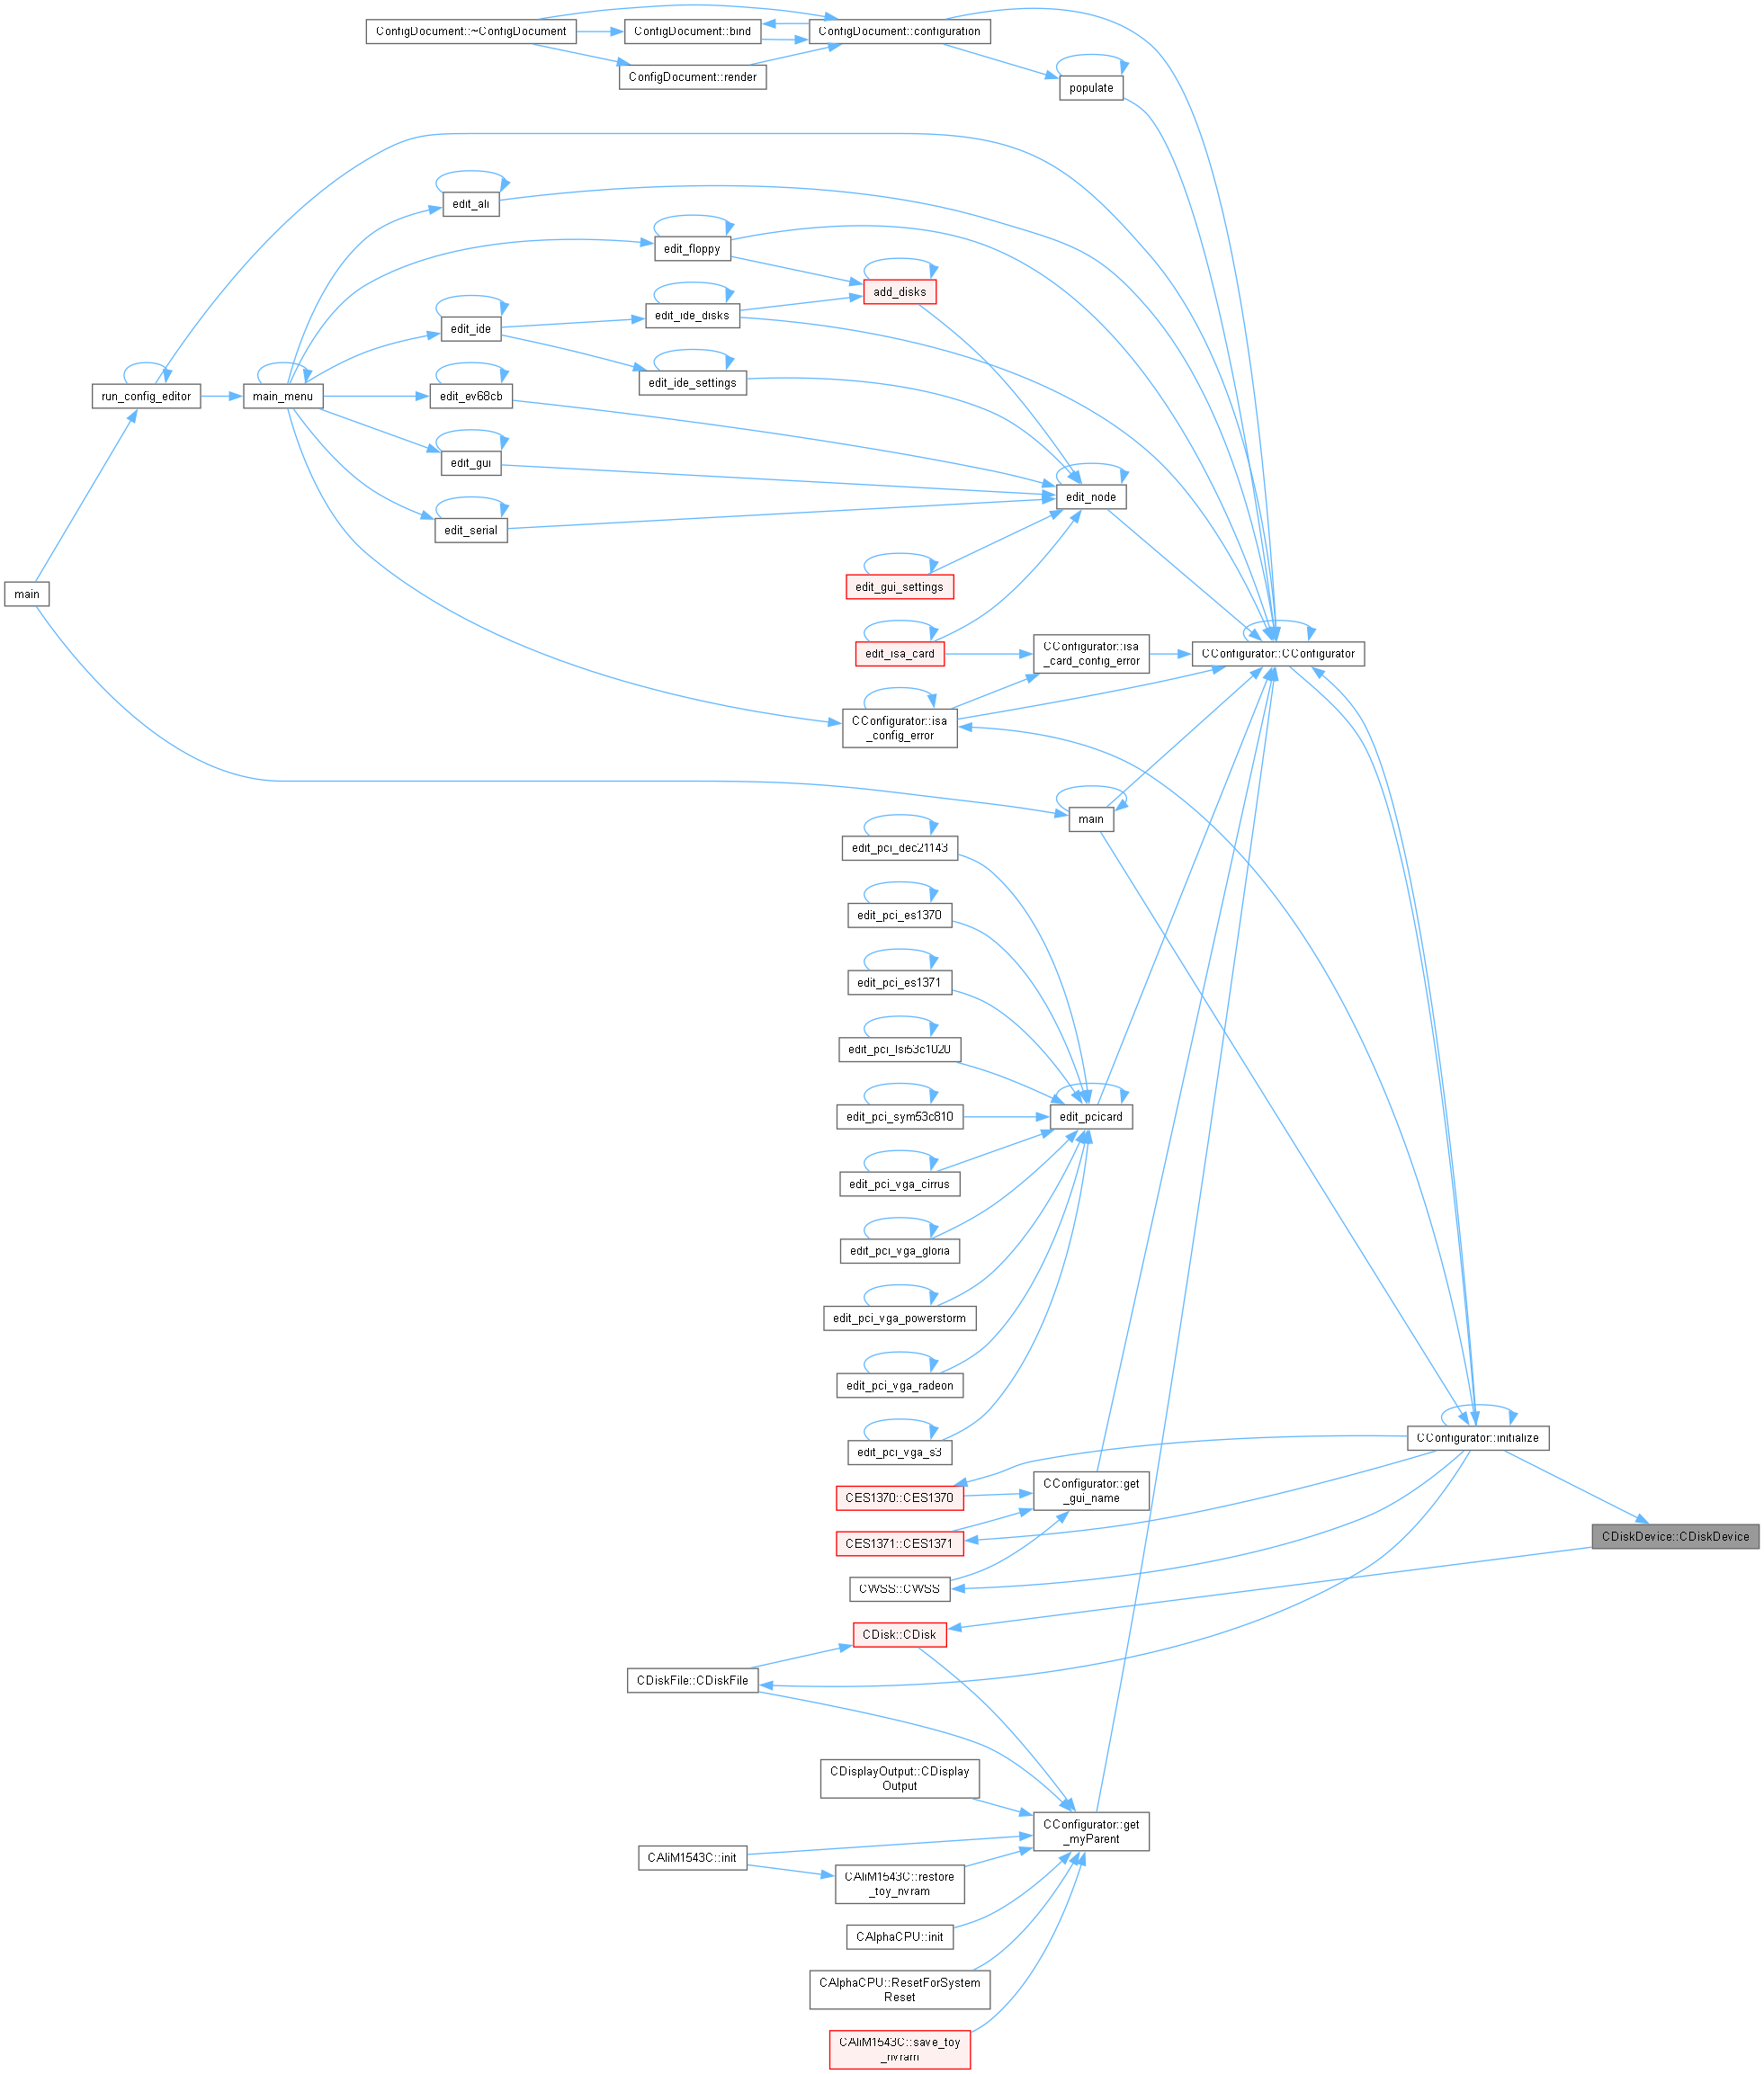 ConfigDocument::~ConfigDocument
ConfigDocument::bind
ConfigDocument::configuration
ConfigDocument::render
populate
edit_ali
edit_floppy
add_disks
edit_ide
edit_ide_disks
edit_ide_settings
run_config_editor
main_menu
edit_ev68cb
edit_gui
edit_node
edit_serial
edit_gui_settings
main
edit_isa_card
CConfigurator::isa
_card_config_error
CConfigurator::CConfigurator
CConfigurator::isa
_config_error
main
edit_pci_dec21143
edit_pci_es1370
edit_pci_es1371
edit_pci_lsi53c1020
edit_pci_sym53c810
edit_pcicard
edit_pci_vga_cirrus
edit_pci_vga_gloria
edit_pci_vga_powerstorm
edit_pci_vga_radeon
edit_pci_vga_s3
CConfigurator::initialize
CConfigurator::get
_gui_name
CES1370::CES1370
CES1371::CES1371
CDiskDevice::CDiskDevice
CWSS::CWSS
CDisk::CDisk
CDiskFile::CDiskFile
CDisplayOutput::CDisplay
Output
CConfigurator::get
_myParent
CAliM1543C::init
CAliM1543C::restore
_toy_nvram
CAlphaCPU::init
CAlphaCPU::ResetForSystem
Reset
CAliM1543C::save_toy
_nvram